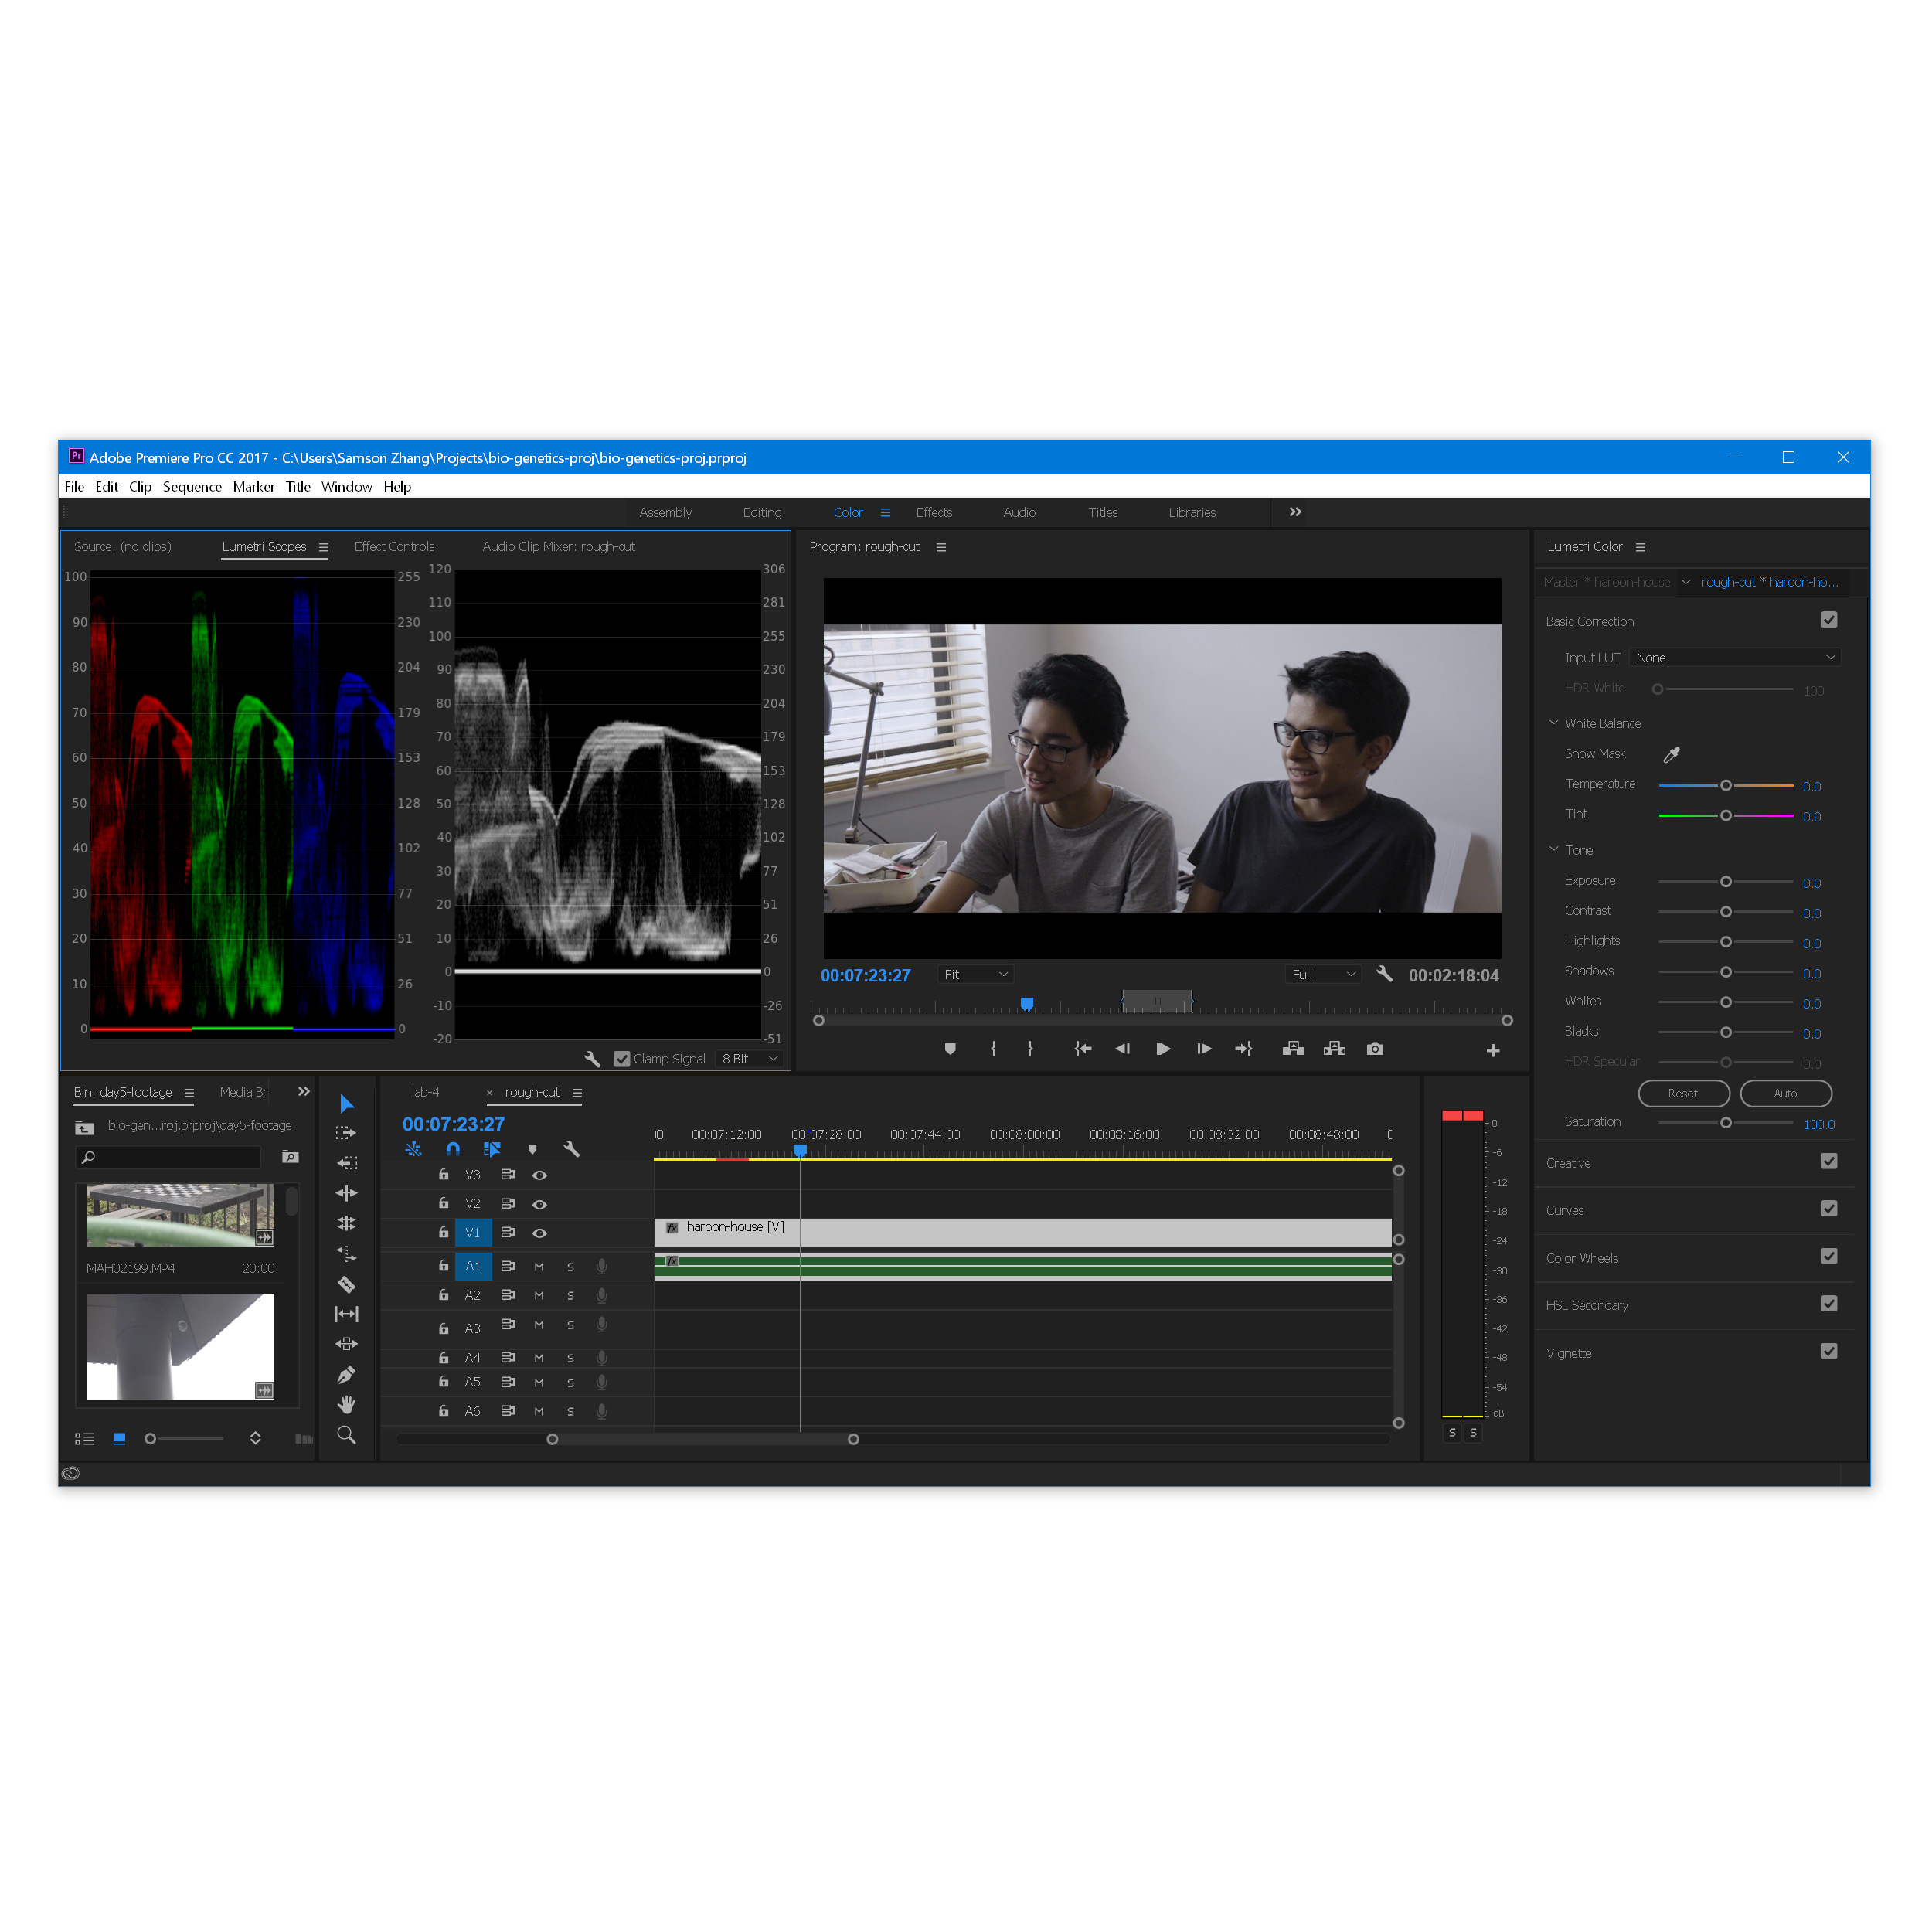 Pr Adobe Premiere Pro CC 2017 - C:\Users\Samson Zhang\Projects\bio-genetics-proj\bio-genetics-proj.prproj
File Edit Clip Sequence Marker Title Window Help
Assembly Editing Color Effects Audio Titles Libraries
Source: (no clips) Lumetri Scopes Effect Controls Audio Clip Mixer: rough-cut
100 90 80 70 60 50 40 30 20 10 0
255 230 204 179 153 128 102 77 51 26 0
120 110 100 90 80 70 60 50 40 30 20 10 0 -10 -20
306 281 255 230 204 179 153 128 102 77 51 26 0 -26 -51
Clamp Signal 8 Bit
Program: rough-cut
00:07:23:27 Fit Full 00:02:18:04
Lumetri Color
Master * haroon-house rough-cut * haroon-ho...
Basic Correction
Input LUT None
HDR White 100
White Balance
Show Mask
Temperature 0.0
Tint 0.0
Tone
Exposure 0.0
Contrast 0.0
Highlights 0.0
Shadows 0.0
Whites 0.0
Blacks 0.0
HDR Specular 0.0
Reset Auto
Saturation 100.0
Creative
Curves
Color Wheels
HSL Secondary
Vignette
Bin: day5-footage Media Br
bio-gen...roj.prproj\day5-footage
MAH02199.MP4 20:00
lab-4 × rough-cut
00:07:23:27
00 00:07:12:00 00:07:28:00 00:07:44:00 00:08:00:00 00:08:16:00 00:08:32:00 00:08:48:00
V3
V2
V1 fx haroon-house [V]
A1 M S fx
A2 M S
A3 M S
A4 M S
A5 M S
A6 M S
0
-6
-12
-18
-24
-30
-36
-42
-48
-54
dB
S S